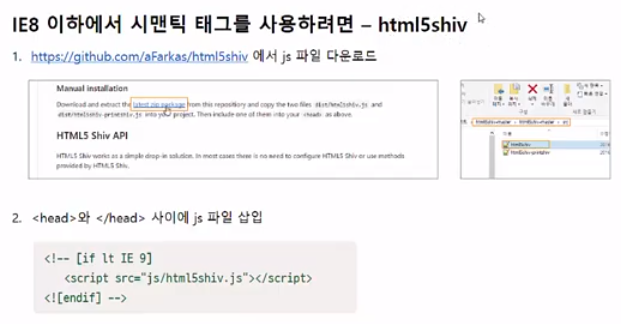 IE8 이하에서 시맨틱 태그를 사용하려면 – html5shiv
1. https://github.com/aFarkas/html5shiv 에서 js 파일 다운로드
Manual installation
Download and extract the latest zip package from this repository and copy the two files dist/html5shiv.js and
dist/html5shiv-printshiv.js into your project. Then include one of them into your <head> as above.
HTML5 Shiv API
HTML5 Shiv works as a simple drop-in solution. In most cases there is no need to configure HTML5 Shiv or use methods
provided by HTML5 Shiv.
html5shiv-master
html5shiv-master
src
html5shiv
html5shiv-printshiv
2. <head>와 </head> 사이에 js 파일 삽입
<!-- [if lt IE 9]
<script src="js/html5shiv.js"></script>
<![endif] -->